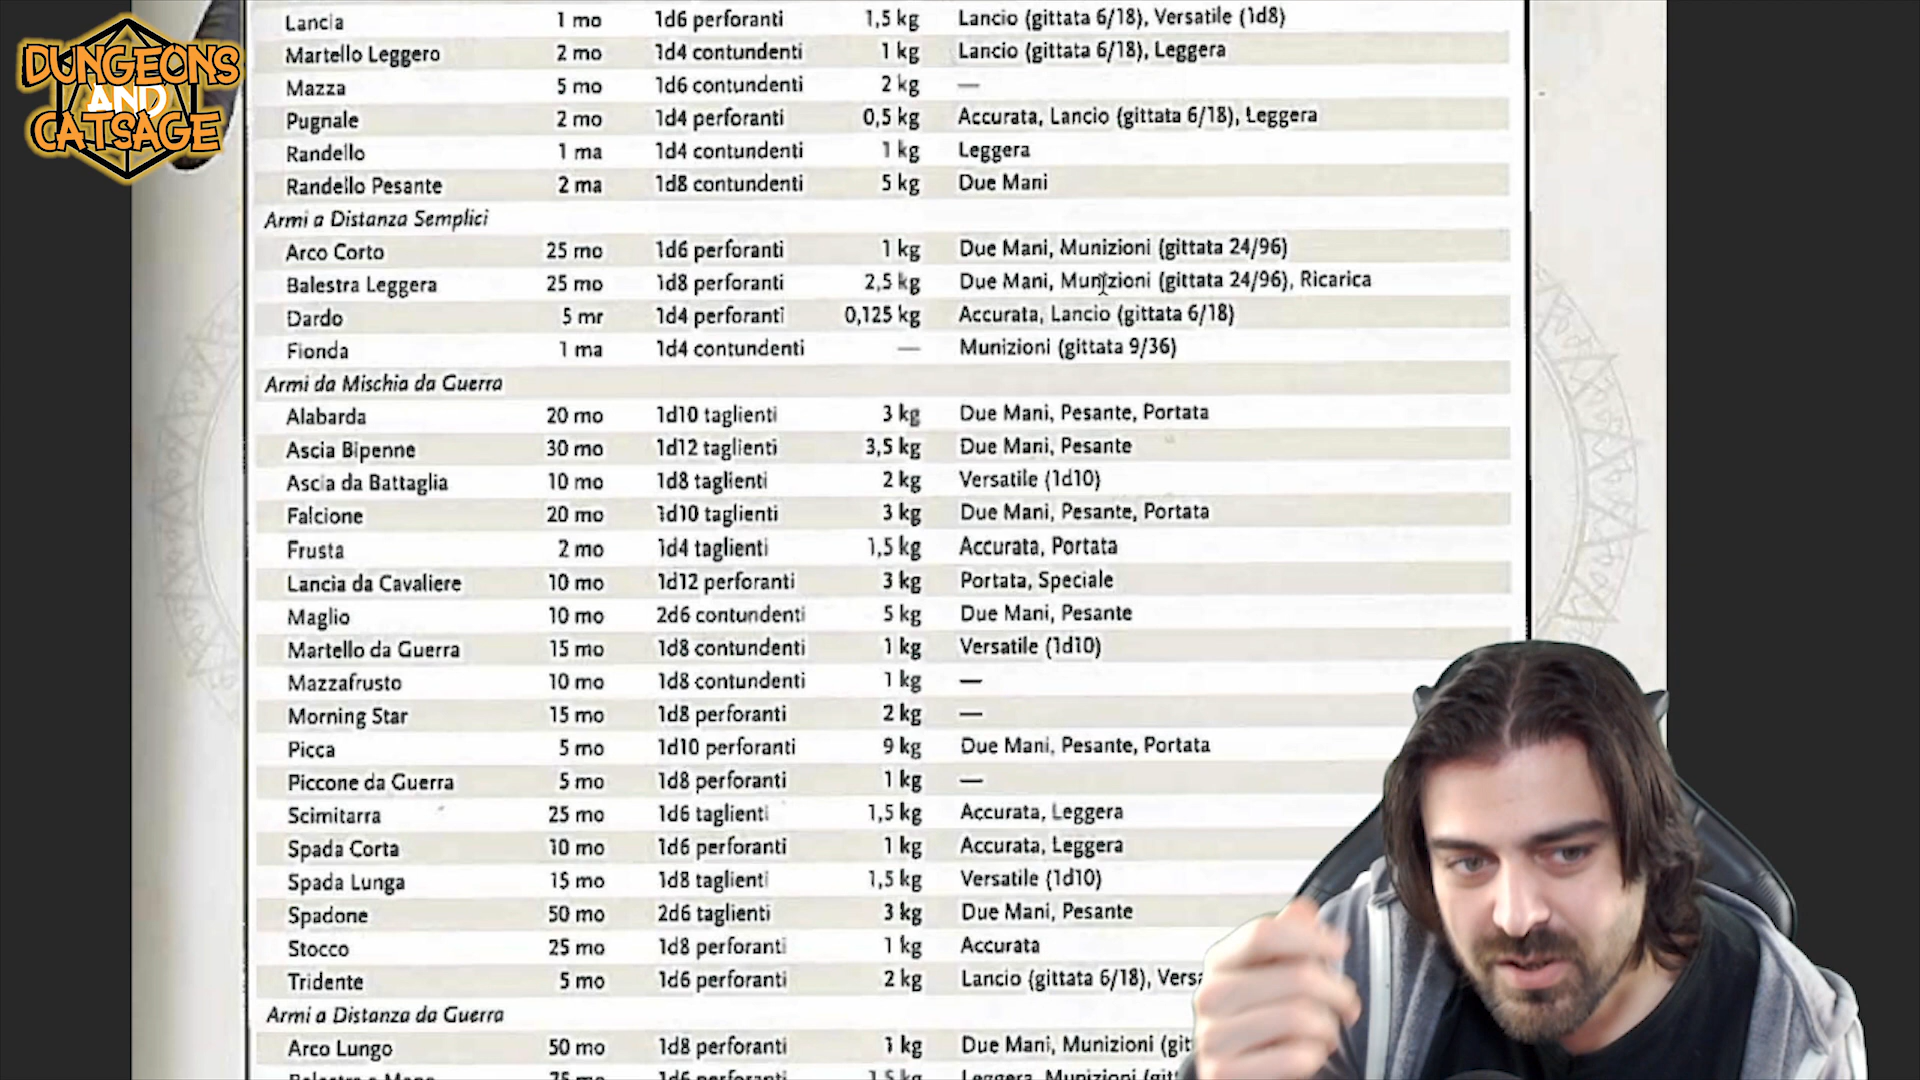 DUNGEONS
AND
CATSAGE
Lancia 1 mo 1d6 perforanti 1,5 kg Lancio (gittata 6/18), Versatile (1d8)
Martello Leggero 2 mo 1d4 contundenti 1 kg Lancio (gittata 6/18), Leggera
Mazza 5 mo 1d6 contundenti 2 kg —
Pugnale 2 mo 1d4 perforanti 0,5 kg Accurata, Lancio (gittata 6/18), Leggera
Randello 1 ma 1d4 contundenti 1 kg Leggera
Randello Pesante 2 ma 1d8 contundenti 5 kg Due Mani
Armi a Distanza Semplici
Arco Corto 25 mo 1d6 perforanti 1 kg Due Mani, Munizioni (gittata 24/96)
Balestra Leggera 25 mo 1d8 perforanti 2,5 kg Due Mani, Munizioni (gittata 24/96), Ricarica
Dardo 5 mr 1d4 perforanti 0,125 kg Accurata, Lancio (gittata 6/18)
Fionda 1 ma 1d4 contundenti — Munizioni (gittata 9/36)
Armi da Mischia da Guerra
Alabarda 20 mo 1d10 taglienti 3 kg Due Mani, Pesante, Portata
Ascia Bipenne 30 mo 1d12 taglienti 3,5 kg Due Mani, Pesante
Ascia da Battaglia 10 mo 1d8 taglienti 2 kg Versatile (1d10)
Falcione 20 mo 1d10 taglienti 3 kg Due Mani, Pesante, Portata
Frusta 2 mo 1d4 taglienti 1,5 kg Accurata, Portata
Lancia da Cavaliere 10 mo 1d12 perforanti 3 kg Portata, Speciale
Maglio 10 mo 2d6 contundenti 5 kg Due Mani, Pesante
Martello da Guerra 15 mo 1d8 contundenti 1 kg Versatile (1d10)
Mazzafrusto 10 mo 1d8 contundenti 1 kg —
Morning Star 15 mo 1d8 perforanti 2 kg —
Picca 5 mo 1d10 perforanti 9 kg Due Mani, Pesante, Portata
Piccone da Guerra 5 mo 1d8 perforanti 1 kg —
Scimitarra 25 mo 1d6 taglienti 1,5 kg Accurata, Leggera
Spada Corta 10 mo 1d6 perforanti 1 kg Accurata, Leggera
Spada Lunga 15 mo 1d8 taglienti 1,5 kg Versatile (1d10)
Spadone 50 mo 2d6 taglienti 3 kg Due Mani, Pesante
Stocco 25 mo 1d8 perforanti 1 kg Accurata
Tridente 5 mo 1d6 perforanti 2 kg Lancio (gittata 6/18), Versa
Armi a Distanza da Guerra
Arco Lungo 50 mo 1d8 perforanti 1 kg Due Mani, Munizioni (git
Balestra a Mano 75 mo 1d6 perforanti 1,5 kg Leggera, Munizioni (gitt